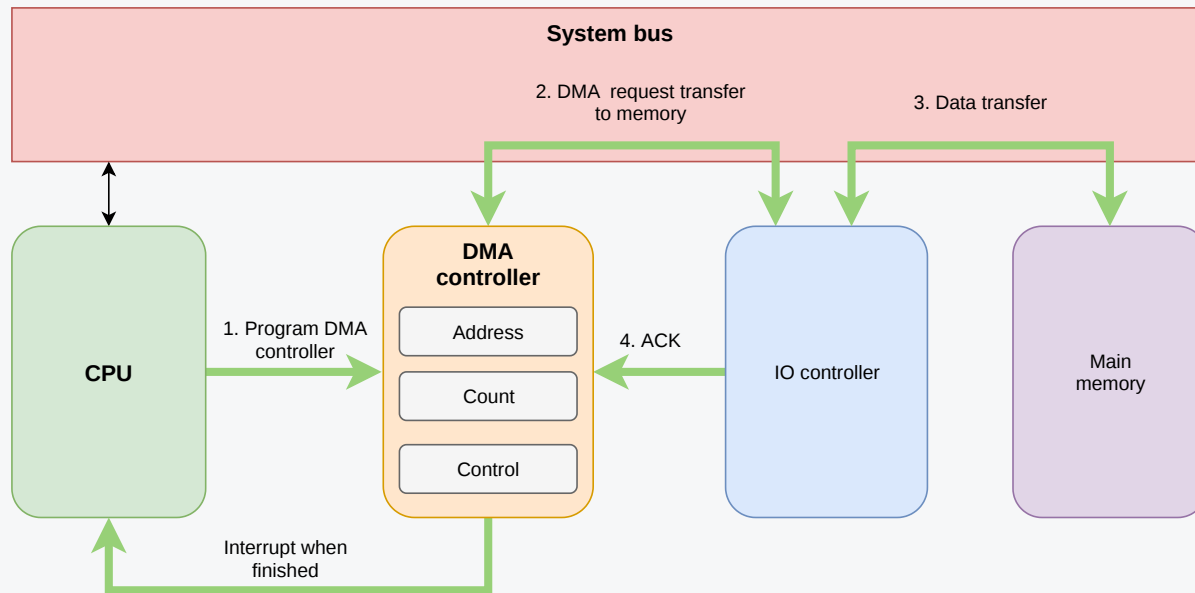 System bus
2. DMA request transfer
to memory
3. Data transfer
DMA
controller
1. Program DMA
controller
Address
4. ACK
CPU
Count
IO controller
Main
memory
Control
Interrupt when
finished